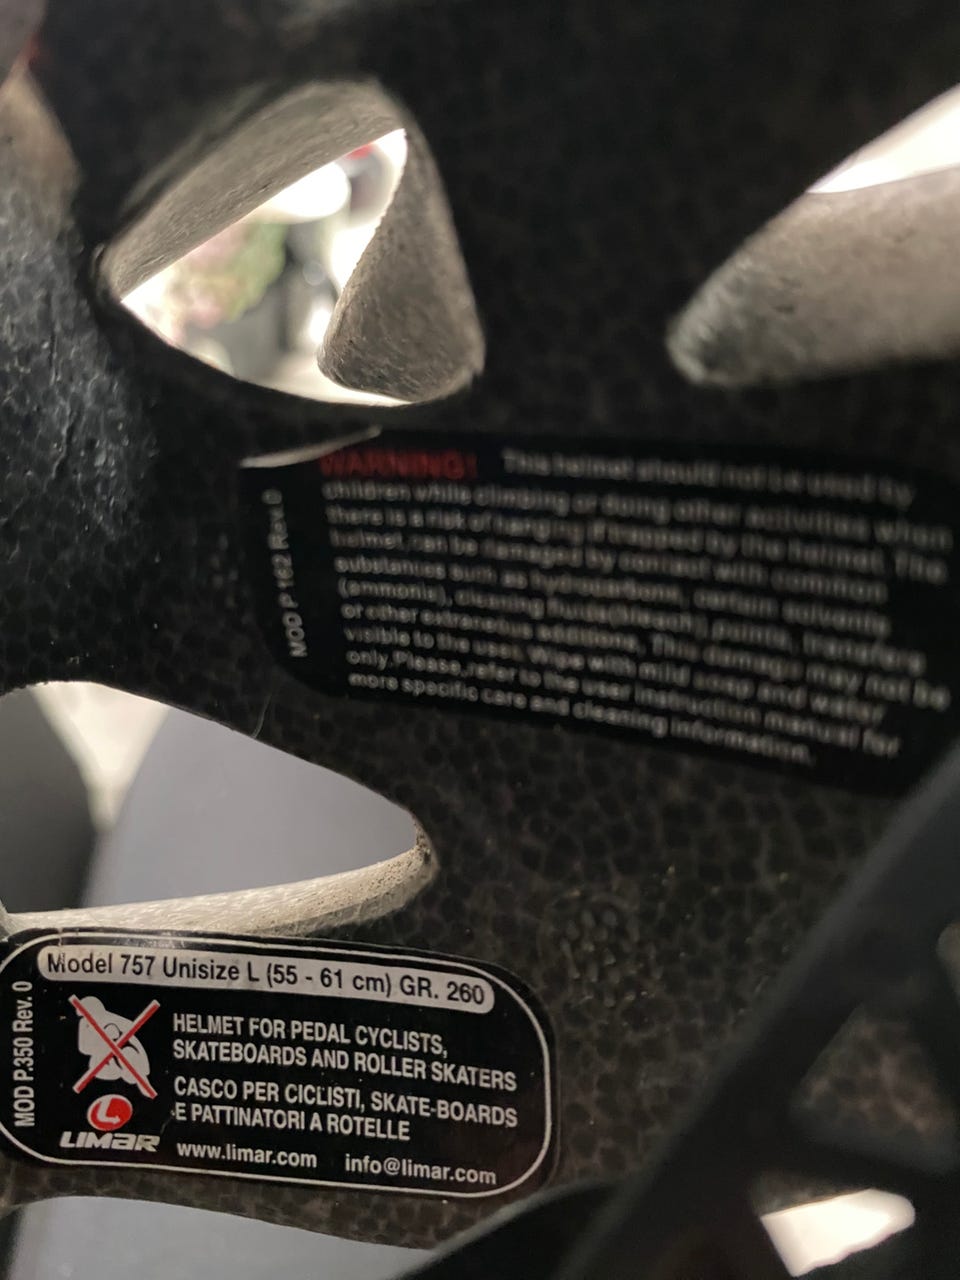 WARNING! This helmet should not be used by
children while climbing or doing other activities when
there is a risk of hanging if trapped by the helmet. The
helmet can be damaged by contact with common
substances such as hydrocarbons, certain solvents
(ammonia), cleaning fluids(bleach), paints, transfers
or other extraneous additions. This damage may not be
visible to the user. Wipe with mild soap and water
only. Please, refer to the user instruction manual for
more specific care and cleaning information.
MOD P 162 Rev. 0
Model 757 Unisize L (55 - 61 cm) GR. 260
MOD P.350 Rev. 0
HELMET FOR PEDAL CYCLISTS,
SKATEBOARDS AND ROLLER SKATERS
CASCO PER CICLISTI, SKATE-BOARDS
E PATTINATORI A ROTELLE
LIMAR
www.limar.com info@limar.com